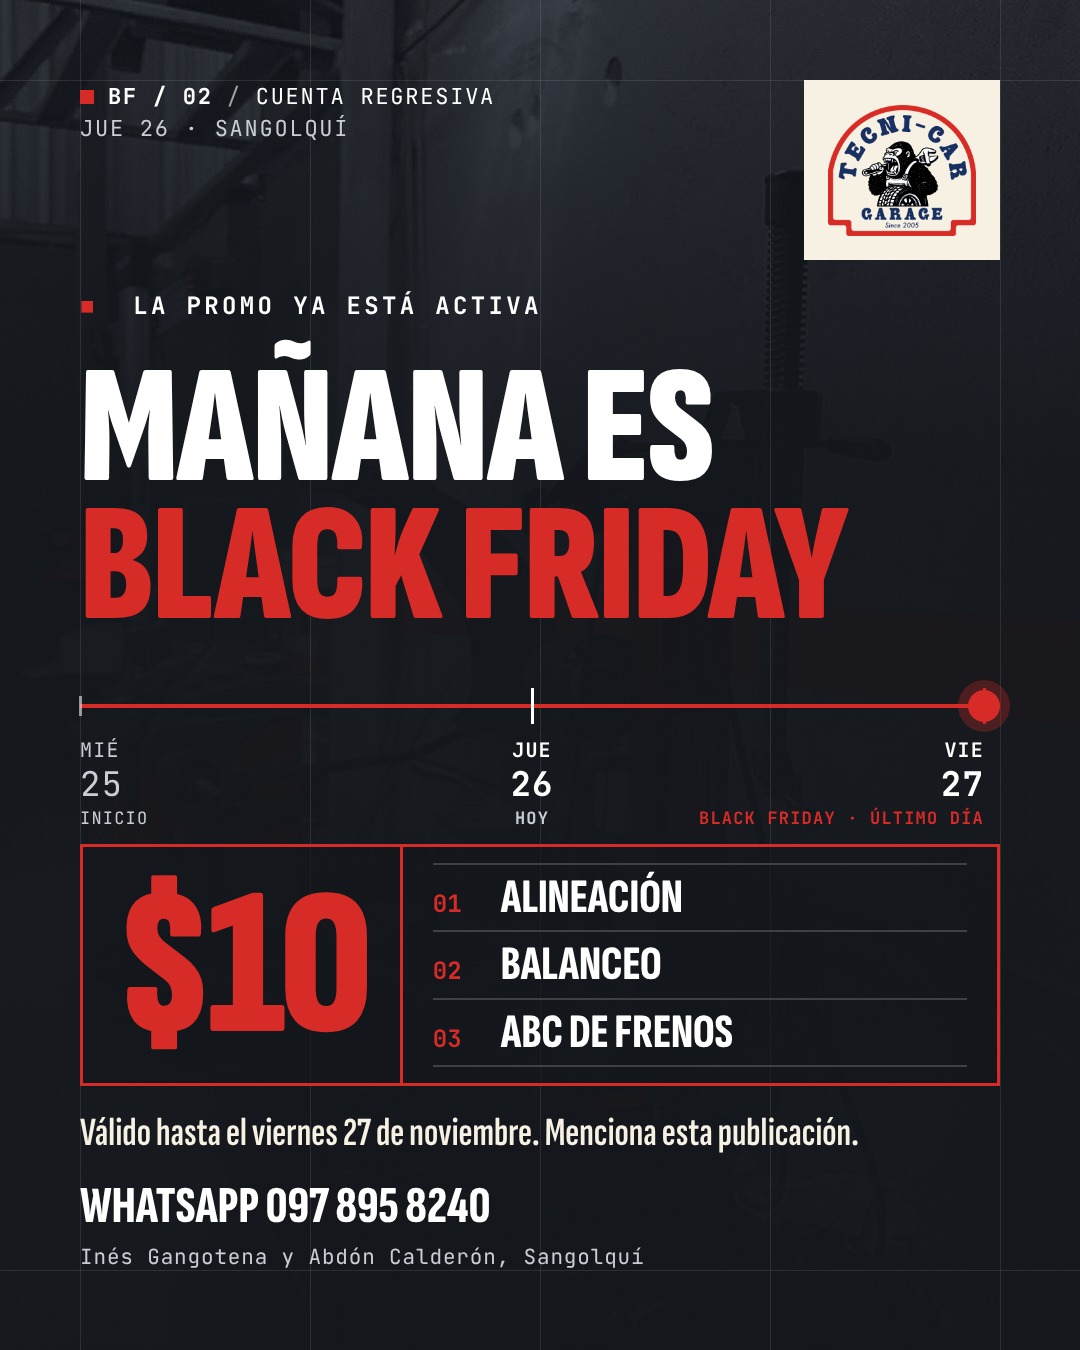 BF / 02 / CUENTA REGRESIVA
JUE 26 · SANGOLQUÍ
TECNI-CAR
GARAGE
Since 2005
LA PROMO YA ESTÁ ACTIVA
MAÑANA ES
BLACK FRIDAY
MIÉ
25
INICIO
JUE
26
HOY
VIE
27
BLACK FRIDAY · ÚLTIMO DÍA
$10
01 ALINEACIÓN
02 BALANCEO
03 ABC DE FRENOS
Válido hasta el viernes 27 de noviembre. Menciona esta publicación.
WHATSAPP 097 895 8240
Inés Gangotena y Abdón Calderón, Sangolquí